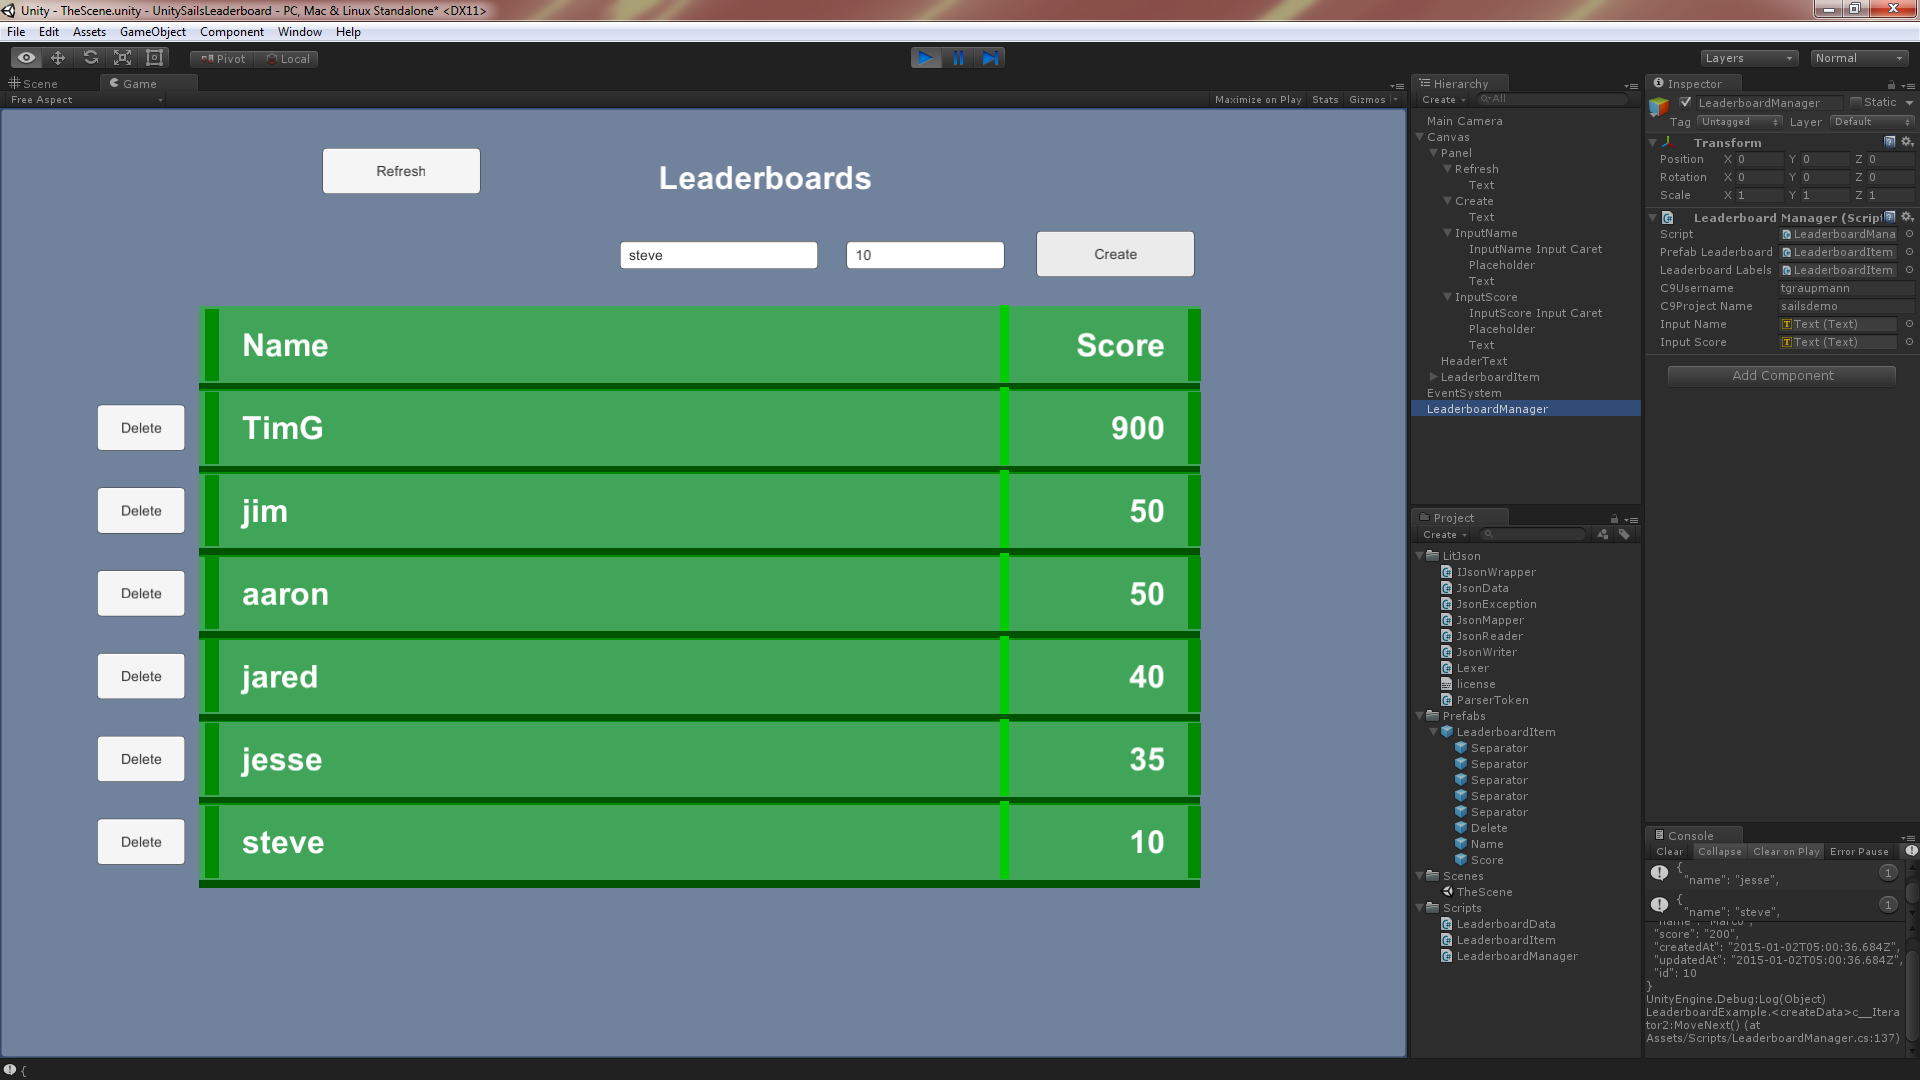 Unity - TheScene.unity - UnitySailsLeaderboard - PC, Mac & Linux Standalone* <DX11>
File Edit Assets GameObject Component Window Help
Pivot Local Layers Normal
Scene Game
Free Aspect Maximize on Play Stats Gizmos
Refresh
Leaderboards
steve 10 Create
Name Score
Delete TimG 900
Delete jim 50
Delete aaron 50
Delete jared 40
Delete jesse 35
Delete steve 10
Hierarchy
Create All
Main Camera
Canvas
Panel
Refresh
Text
Create
Text
InputName
InputName Input Caret
Placeholder
Text
InputScore
InputScore Input Caret
Placeholder
Text
HeaderText
LeaderboardItem
EventSystem
LeaderboardManager
Project
Create
LitJson
IJsonWrapper
JsonData
JsonException
JsonMapper
JsonReader
JsonWriter
Lexer
license
ParserToken
Prefabs
LeaderboardItem
Separator
Separator
Separator
Separator
Separator
Delete
Name
Score
Scenes
TheScene
Scripts
LeaderboardData
LeaderboardItem
LeaderboardManager
Inspector
LeaderboardManager Static
Tag Untagged Layer Default
Transform
Position X 0 Y 0 Z 0
Rotation X 0 Y 0 Z 0
Scale X 1 Y 1 Z 1
Leaderboard Manager (Script
Script LeaderboardMana
Prefab Leaderboard LeaderboardItem
Leaderboard Labels LeaderboardItem
C9Username tgraupmann
C9Project Name sailsdemo
Input Name Text (Text)
Input Score Text (Text)
Add Component
Console
Clear Collapse Clear on Play Error Pause
{
"name": "jesse", 1
{
"name": "steve", 1
"name": "Marco",
"score": "200",
"createdAt": "2015-01-02T05:00:36.684Z",
"updatedAt": "2015-01-02T05:00:36.684Z",
"id": 10
}
UnityEngine.Debug:Log(Object)
LeaderboardExample.<createData>c__Itera
tor2:MoveNext() (at
Assets/Scripts/LeaderboardManager.cs:137)
{